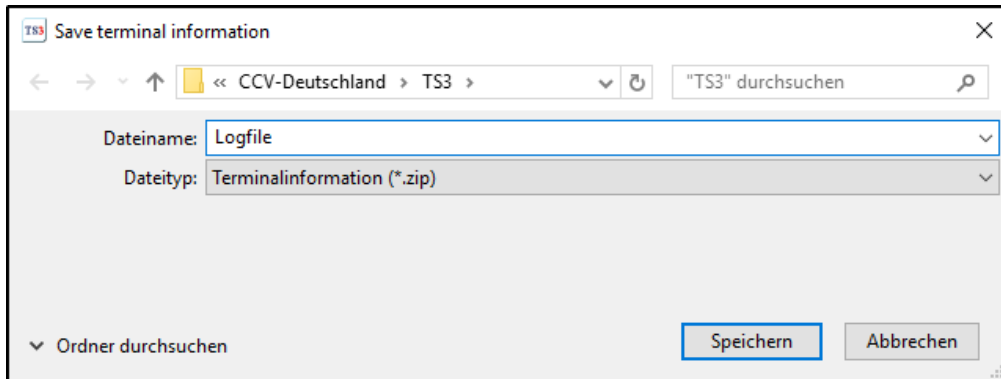 TS3 Save terminal information
« CCV-Deutschland > TS3 > "TS3" durchsuchen
Dateiname: Logfile
Dateityp: Terminalinformation (*.zip)
Ordner durchsuchen Speichern Abbrechen